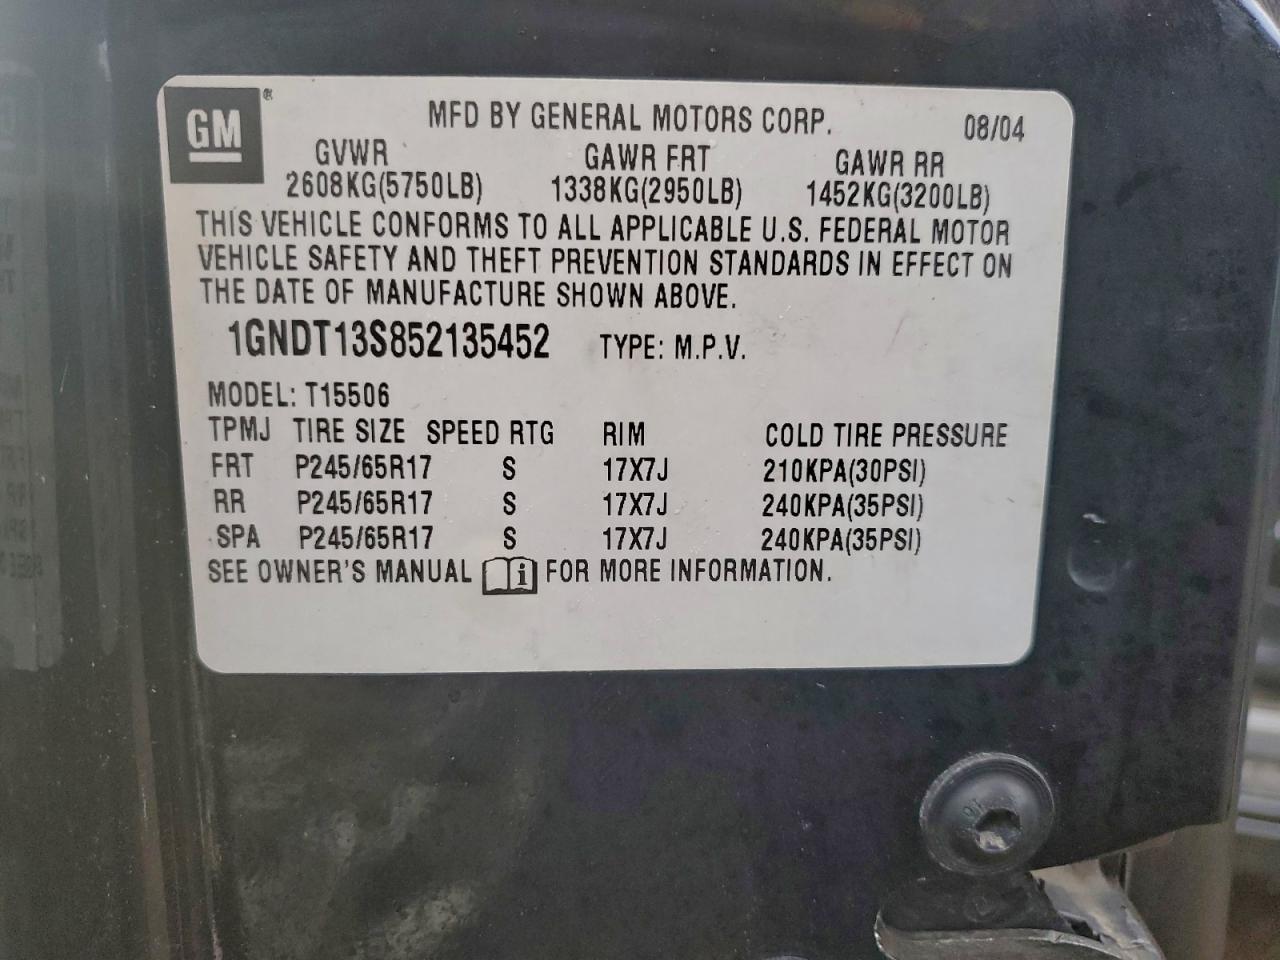 GM ® MFD BY GENERAL MOTORS CORP. 08/04
GVWR GAWR FRT GAWR RR
2608KG(5750LB) 1338KG(2950LB) 1452KG(3200LB)
THIS VEHICLE CONFORMS TO ALL APPLICABLE U.S. FEDERAL MOTOR
VEHICLE SAFETY AND THEFT PREVENTION STANDARDS IN EFFECT ON
THE DATE OF MANUFACTURE SHOWN ABOVE.
1GNDT13S852135452 TYPE: M.P.V.
MODEL: T15506
TPMJ TIRE SIZE SPEED RTG RIM COLD TIRE PRESSURE
FRT P245/65R17 S 17X7J 210KPA(30PSI)
RR P245/65R17 S 17X7J 240KPA(35PSI)
SPA P245/65R17 S 17X7J 240KPA(35PSI)
SEE OWNER'S MANUAL i FOR MORE INFORMATION.